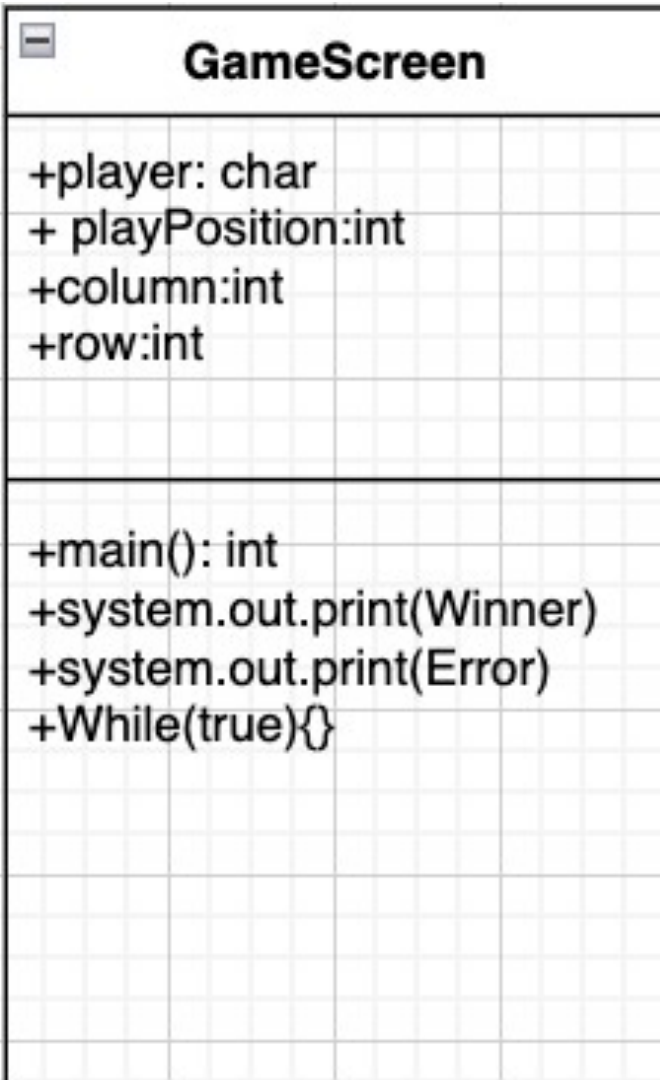 GameScreen
+player: char
+ playPosition:int
+column:int
+row:int
+main(): int
+system.out.print(Winner)
+system.out.print(Error)
+While(true){}